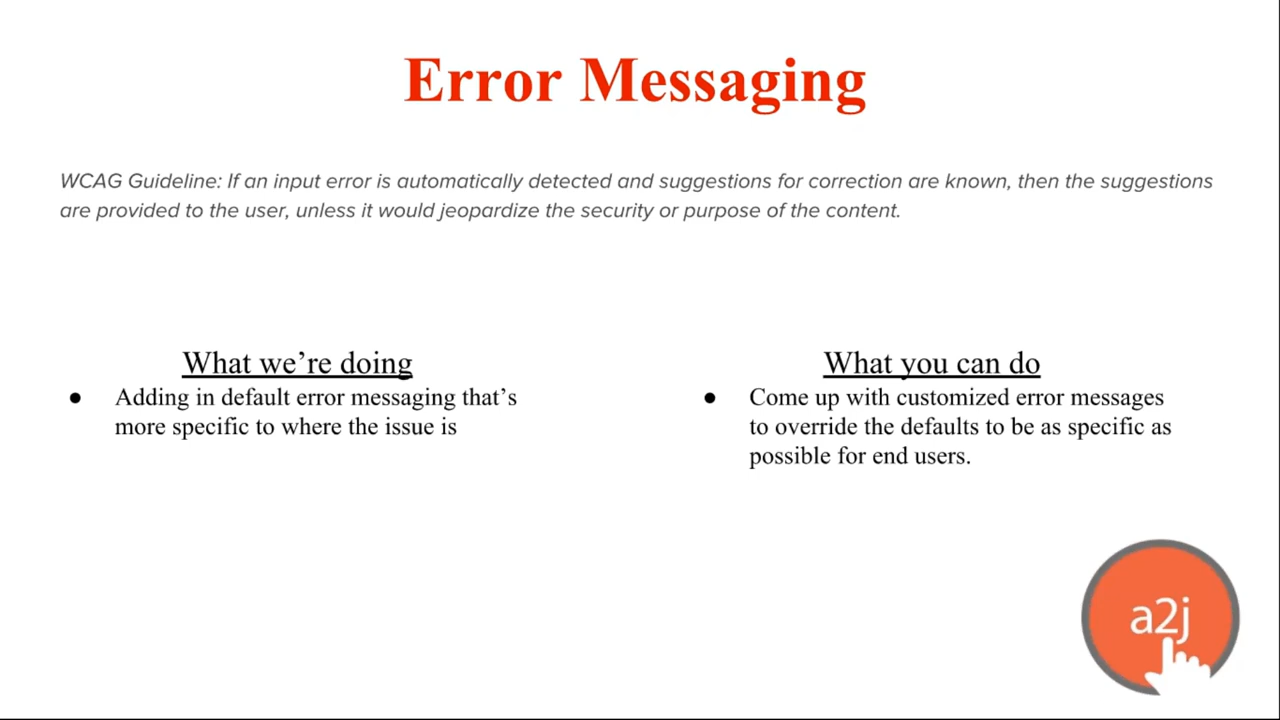 Error Messaging
WCAG Guideline: If an input error is automatically detected and suggestions for correction are known, then the suggestions
are provided to the user, unless it would jeopardize the security or purpose of the content.
What we’re doing
● Adding in default error messaging that’s
more specific to where the issue is
What you can do
● Come up with customized error messages
to override the defaults to be as specific as
possible for end users.
a2j